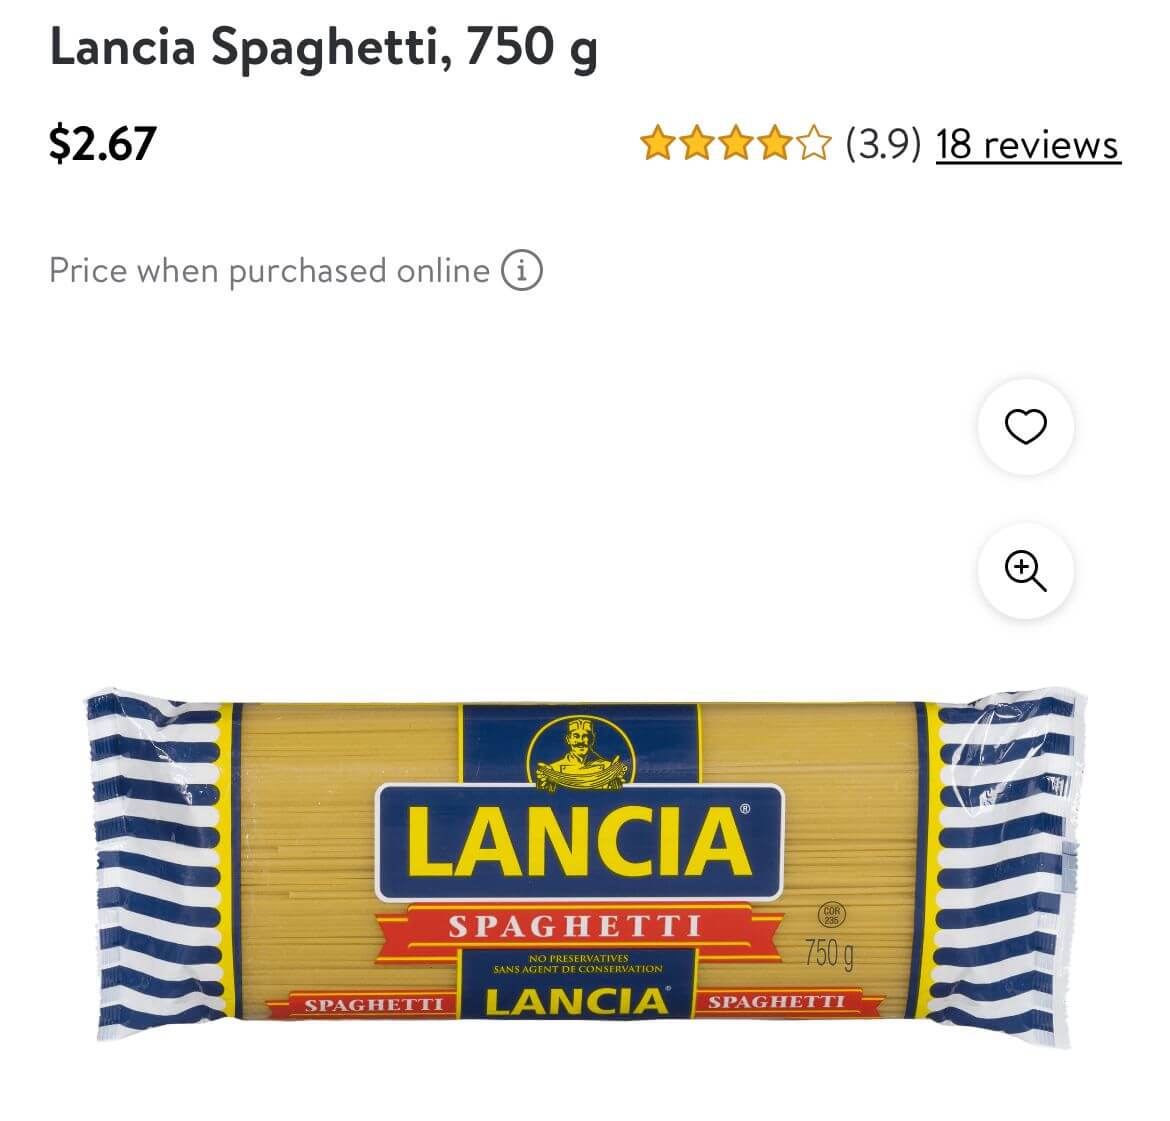 Lancia Spaghetti, 750 g
$2.67
(3.9) 18 reviews
Price when purchased online
LANCIA®
SPAGHETTI
COR
235
750 g
NO PRESERVATIVES
SANS AGENT DE CONSERVATION
SPAGHETTI LANCIA® SPAGHETTI